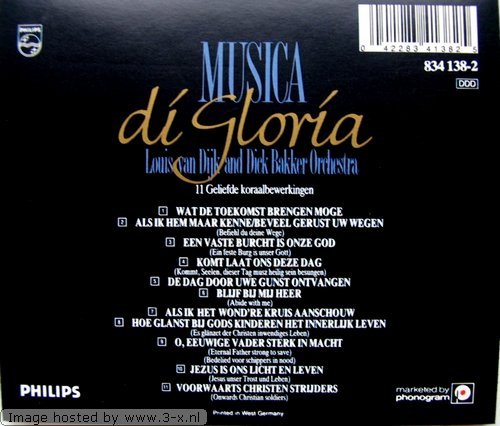 PHILIPS
0 42283 41382 5
834 138-2
DDD
MUSICA
di Gloria
Louis van Dijk and Dick Bakker Orchestra
11 Geliefde koraalbewerkingen
1 WAT DE TOEKOMST BRENGEN MOGE
2 ALS IK HEM MAAR KENNE/BEVEEL GERUST UW WEGEN
(Befiehl du deine Wege)
3 EEN VASTE BURCHT IS ONZE GOD
(Ein feste Burg is unser Gott)
4 KOMT LAAT ONS DEZE DAG
(Kommt, Seelen, dieser Tag must heilig sein besungen)
5 DE DAG DOOR UWE GUNST ONTVANGEN
6 BLIJF BIJ MIJ HEER
(Abide with me)
7 ALS IK HET WOND'RE KRUIS AANSCHOUW
8 HOE GLANST BIJ GODS KINDEREN HET INNERLIJK LEVEN
(Es glänzet der Christen inwendiges Leben)
9 O, EEUWIGE VADER STERK IN MACHT
(Eternal Father strong to save)
(Bedelied voor schippers in nood)
10 JEZUS IS ONS LICHT EN LEVEN
(Jesus unser Trost und Leben)
11 VOORWAARTS CHRISTEN STRIJDERS
(Onwards Christian soldiers)
PHILIPS
marketed by
phonogram
Printed in West Germany
Image hosted by www.3-x.nl